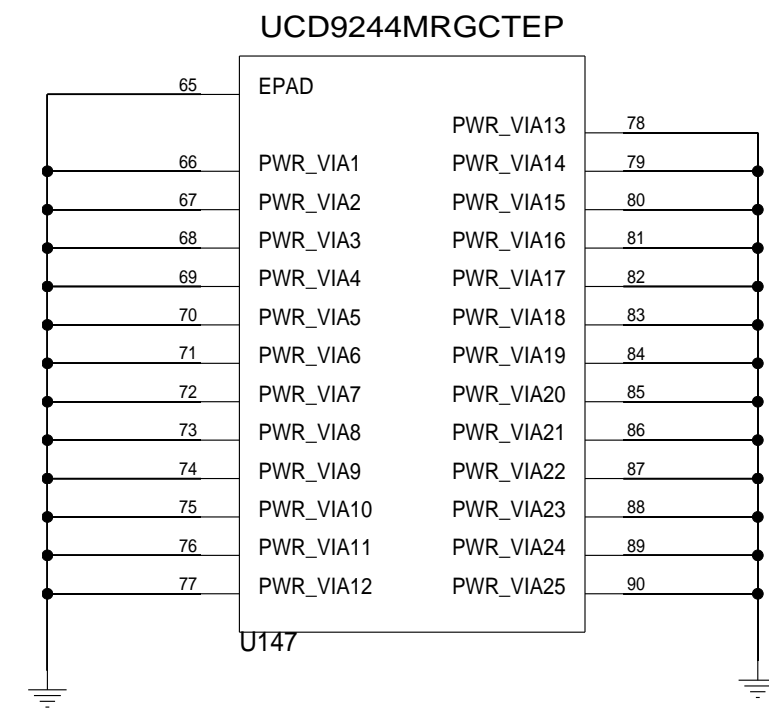 UCD9244MRGCTEP
65 EPAD
PWR_VIA13 78
66 PWR_VIA1 PWR_VIA14 79
67 PWR_VIA2 PWR_VIA15 80
68 PWR_VIA3 PWR_VIA16 81
69 PWR_VIA4 PWR_VIA17 82
70 PWR_VIA5 PWR_VIA18 83
71 PWR_VIA6 PWR_VIA19 84
72 PWR_VIA7 PWR_VIA20 85
73 PWR_VIA8 PWR_VIA21 86
74 PWR_VIA9 PWR_VIA22 87
75 PWR_VIA10 PWR_VIA23 88
76 PWR_VIA11 PWR_VIA24 89
77 PWR_VIA12 PWR_VIA25 90
U147